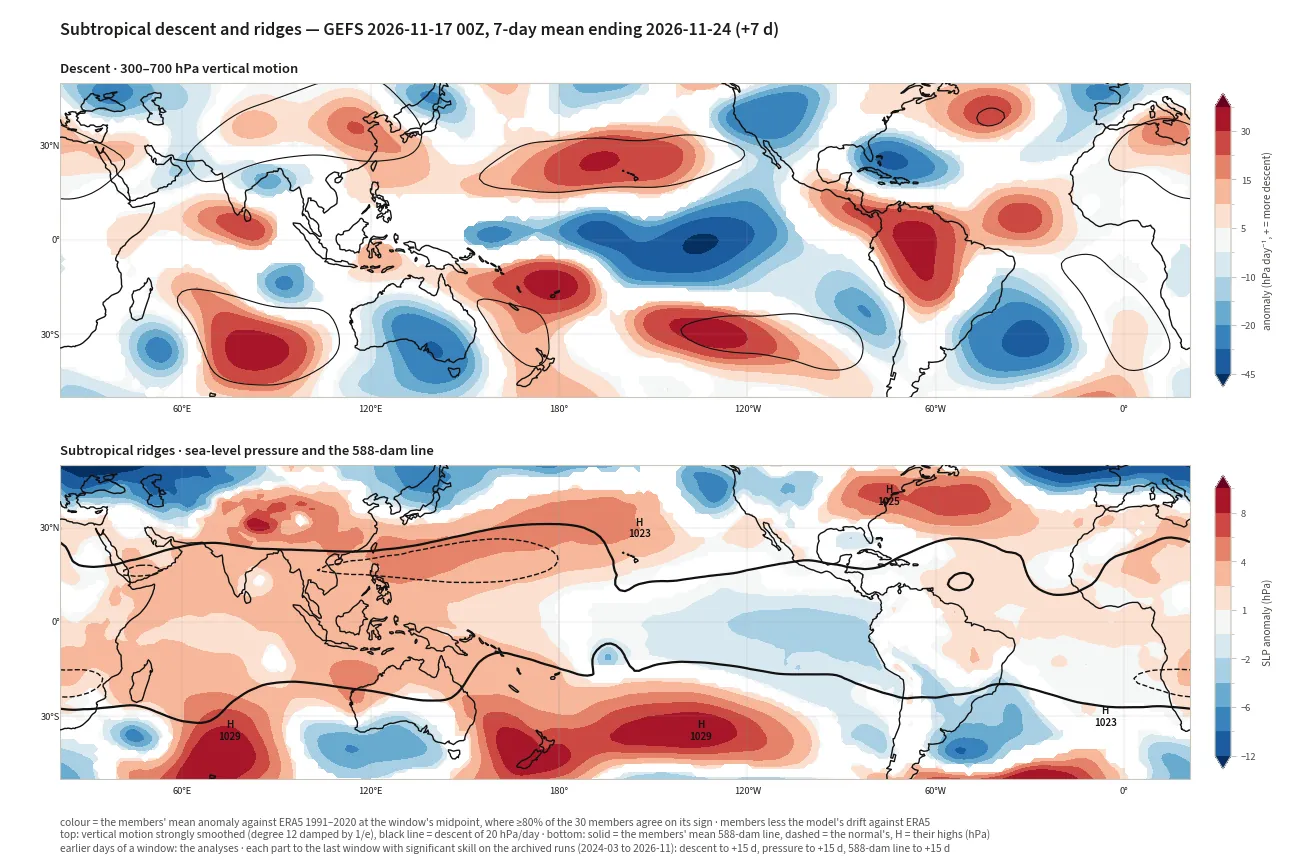 Subtropical descent and ridges — GEFS 2026-11-17 00Z, 7-day mean ending 2026-11-24 (+7 d)
Descent · 300–700 hPa vertical motion
30°N
0°
30°S
60°E
120°E
180°
120°W
60°W
0°
30
15
5
−10
−20
−45
anomaly (hPa day⁻¹, + = more descent)
Subtropical ridges · sea-level pressure and the 588-dam line
30°N
0°
30°S
H
1023
H
1025
H
1029
H
1029
H
1023
60°E
120°E
180°
120°W
60°W
0°
8
4
1
−2
−6
−12
SLP anomaly (hPa)
colour = the members' mean anomaly against ERA5 1991–2020 at the window's midpoint, where ≥80% of the 30 members agree on its sign · members less the model's drift against ERA5
top: vertical motion strongly smoothed (degree 12 damped by 1/e), black line = descent of 20 hPa/day · bottom: solid = the members' mean 588-dam line, dashed = the normal's, H = their highs (hPa)
earlier days of a window: the analyses · each part to the last window with significant skill on the archived runs (2024-03 to 2026-11): descent to +15 d, pressure to +15 d, 588-dam line to +15 d